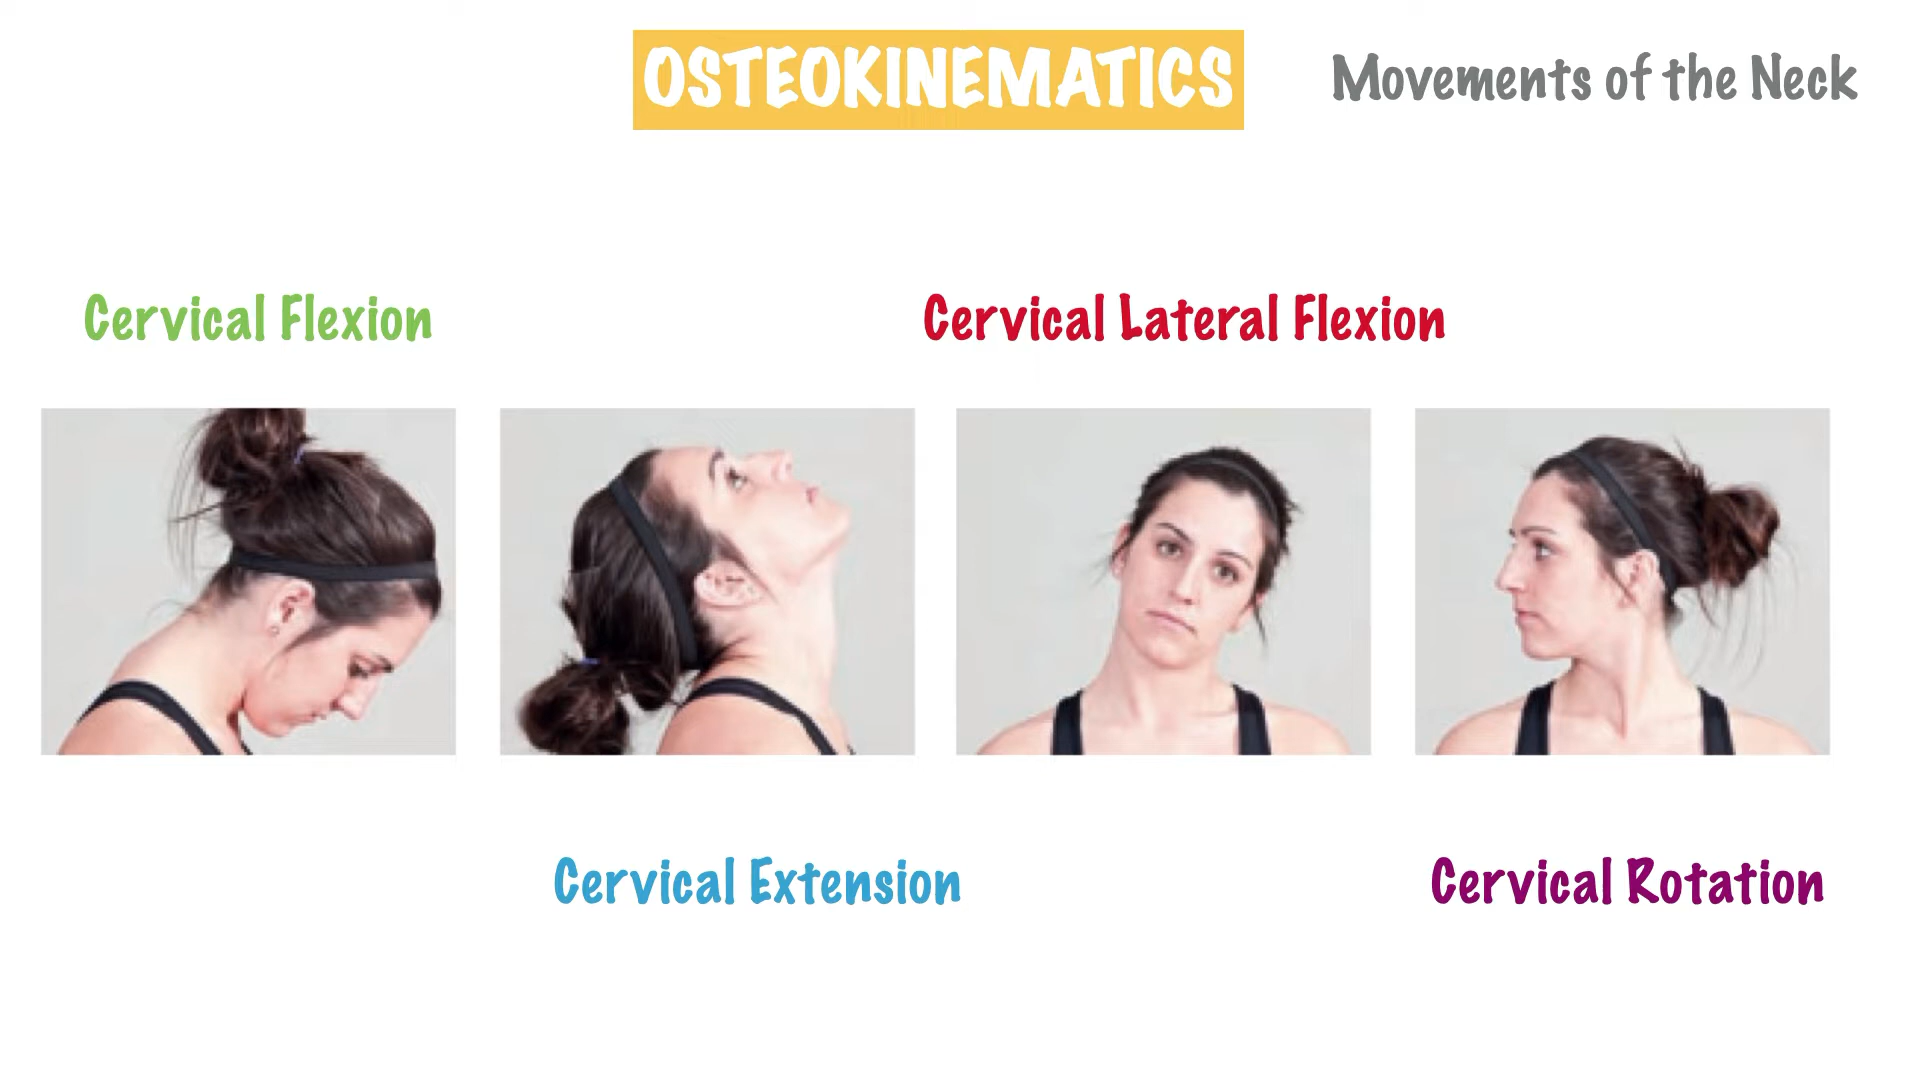 OSTEOKINEMATICS
Movements of the Neck
Cervical Flexion
Cervical Lateral Flexion
Cervical Extension
Cervical Rotation